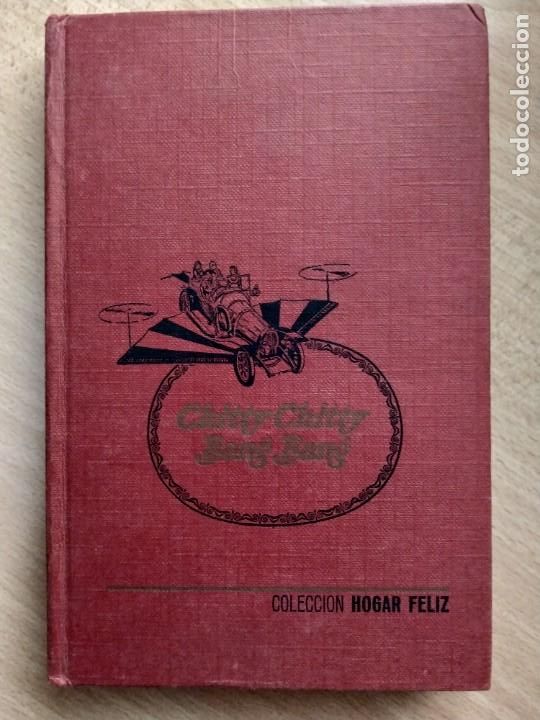 Chitty-Chitty
Bang Bang
COLECCION HOGAR FELIZ
todocoleccion